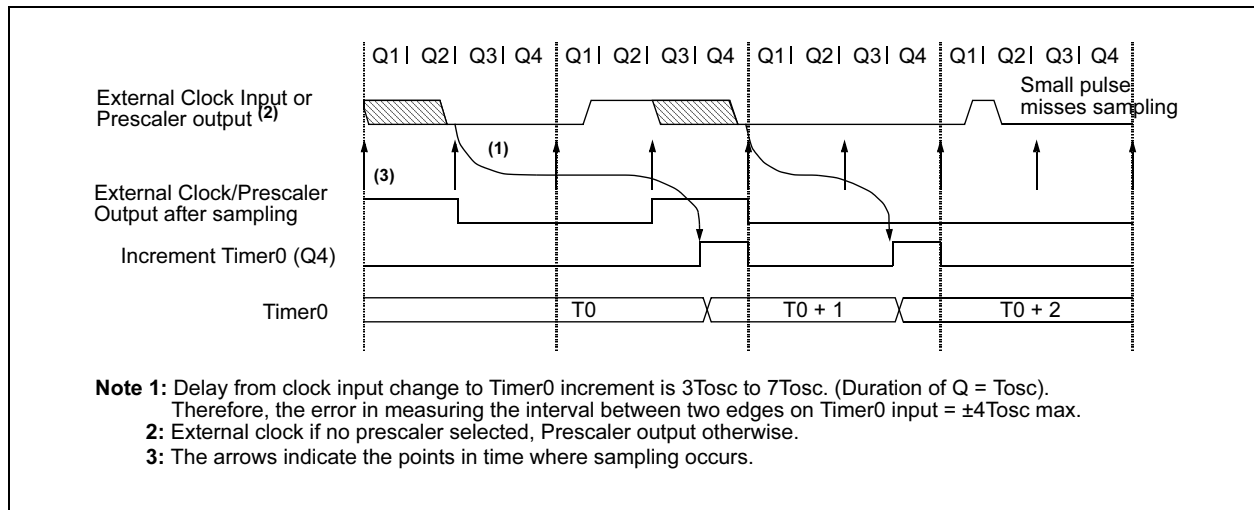 Q1| Q2| Q3| Q4 Q1| Q2| Q3| Q4 Q1| Q2| Q3| Q4 Q1| Q2| Q3| Q4
External Clock Input or
Prescaler output (2)
Small pulse
misses sampling
(1)
(3)
External Clock/Prescaler
Output after sampling
Increment Timer0 (Q4)
Timer0
T0 T0 + 1 T0 + 2
Note 1: Delay from clock input change to Timer0 increment is 3Tosc to 7Tosc. (Duration of Q = Tosc).
Therefore, the error in measuring the interval between two edges on Timer0 input = ±4Tosc max.
2: External clock if no prescaler selected, Prescaler output otherwise.
3: The arrows indicate the points in time where sampling occurs.